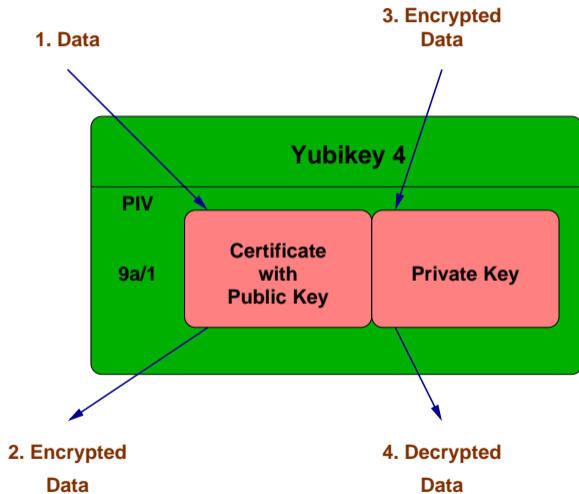 1. Data
3. Encrypted
Data
Yubikey 4
PIV
9a/1
Certificate
with
Public Key
Private Key
2. Encrypted
Data
4. Decrypted
Data